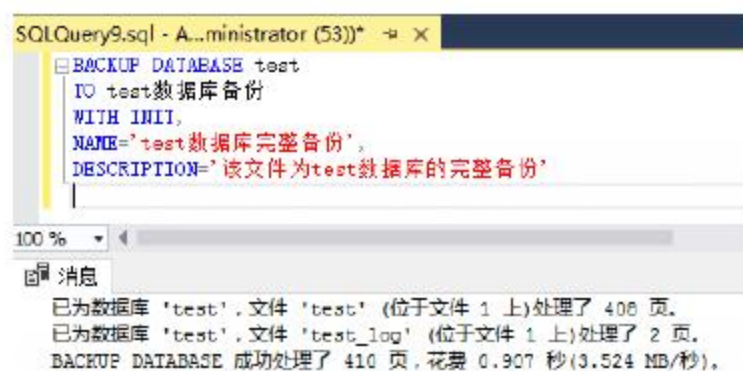 SQLQuery9.sql - A...ministrator (53))*
BACKUP DATABASE test
TO test数据库备份
WITH INIT,
NAME='test数据库完整备份',
DESCRIPTION='该文件为test数据库的完整备份'
100 %
消息
已为数据库 'test'，文件 'test' (位于文件 1 上)处理了 408 页。
已为数据库 'test'，文件 'test_log' (位于文件 1 上)处理了 2 页。
BACKUP DATABASE 成功处理了 410 页，花费 0.907 秒(3.524 MB/秒)。